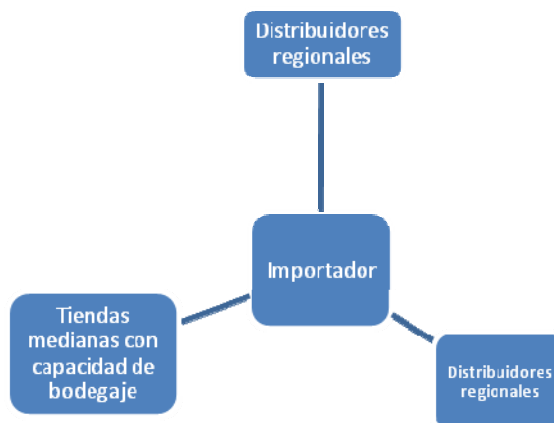 Distribuidores
regionales
Importador
Tiendas
medianas con
capacidad de
bodegaje
Distribuidores
regionales